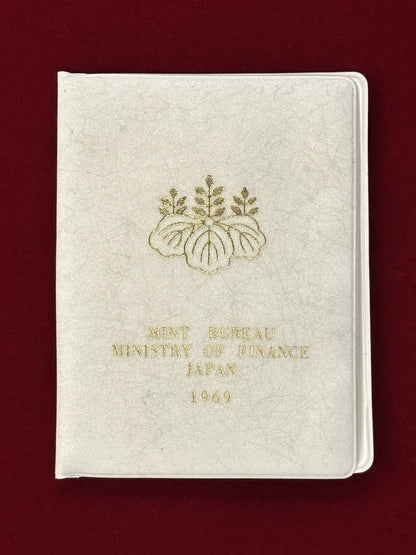 MINT BUREAU
MINISTRY OF FINANCE
JAPAN
1969